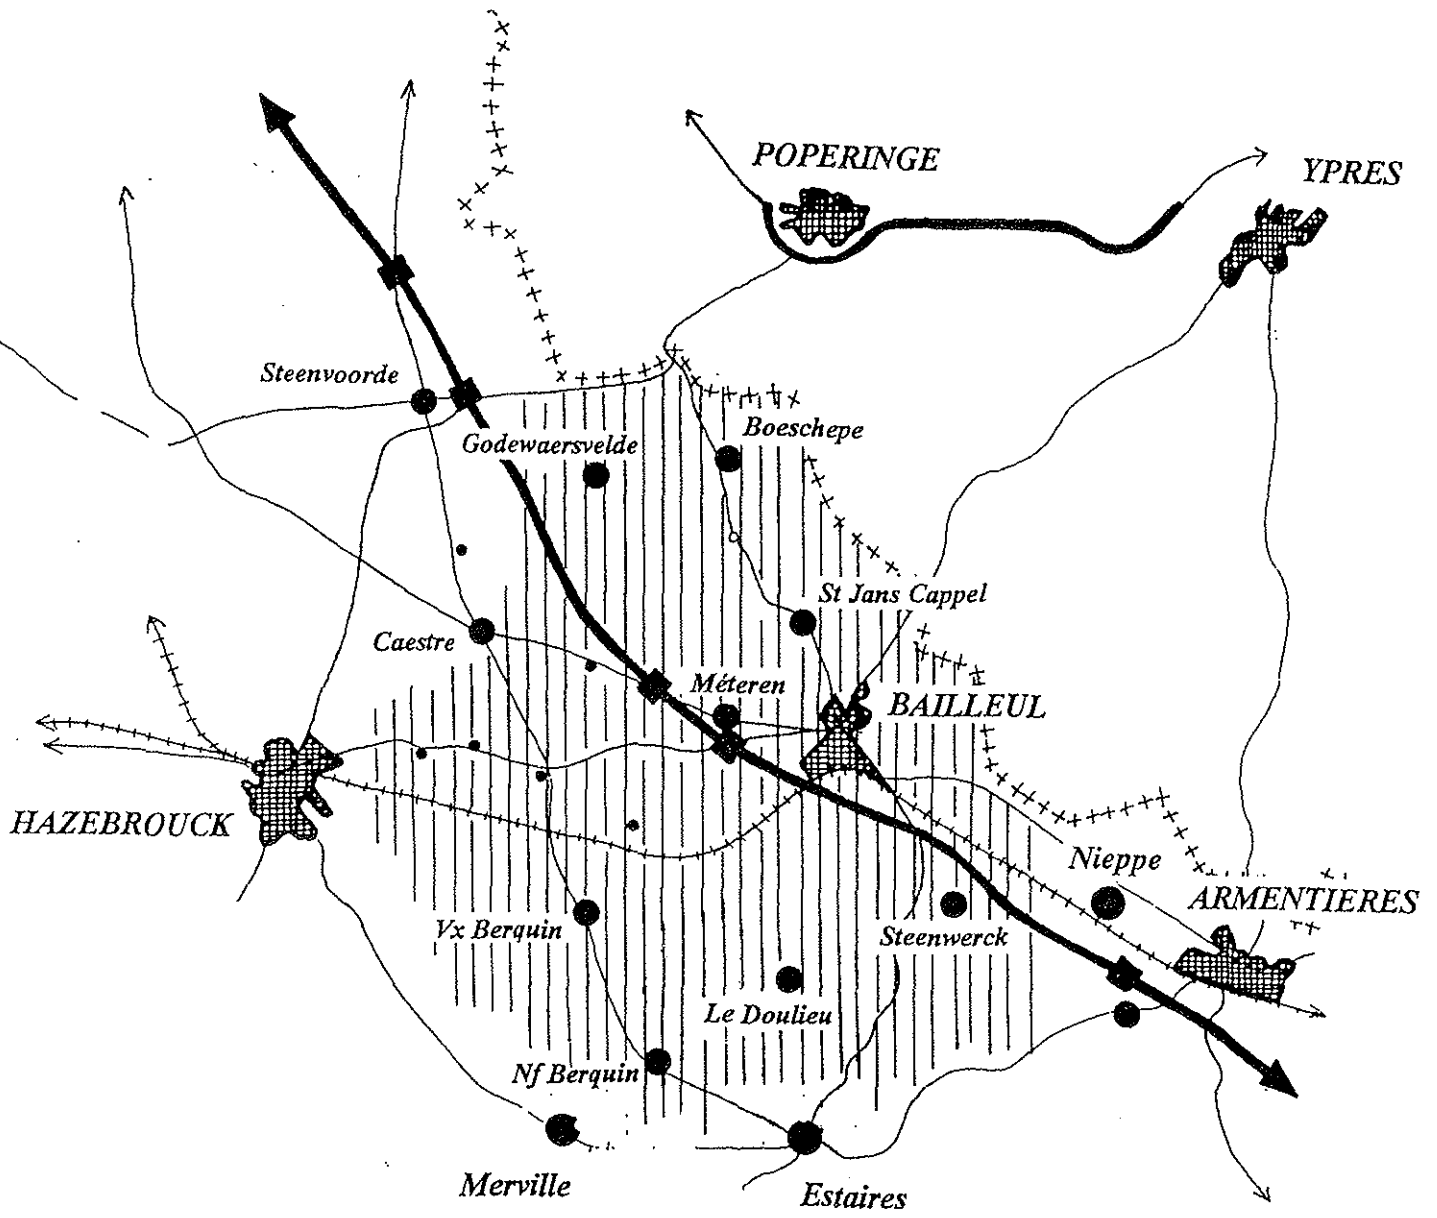 POPERINGE
YPRES
Steenvoorde
Godewaersvelde
Boeschepe
St Jans Cappel
Caestre
Méteren
BAILLEUL
HAZEBROUCK
Nieppe
ARMENTIERES
Vx Berquin
Steenwerck
Le Doulieu
Nf Berquin
Merville
Estaires